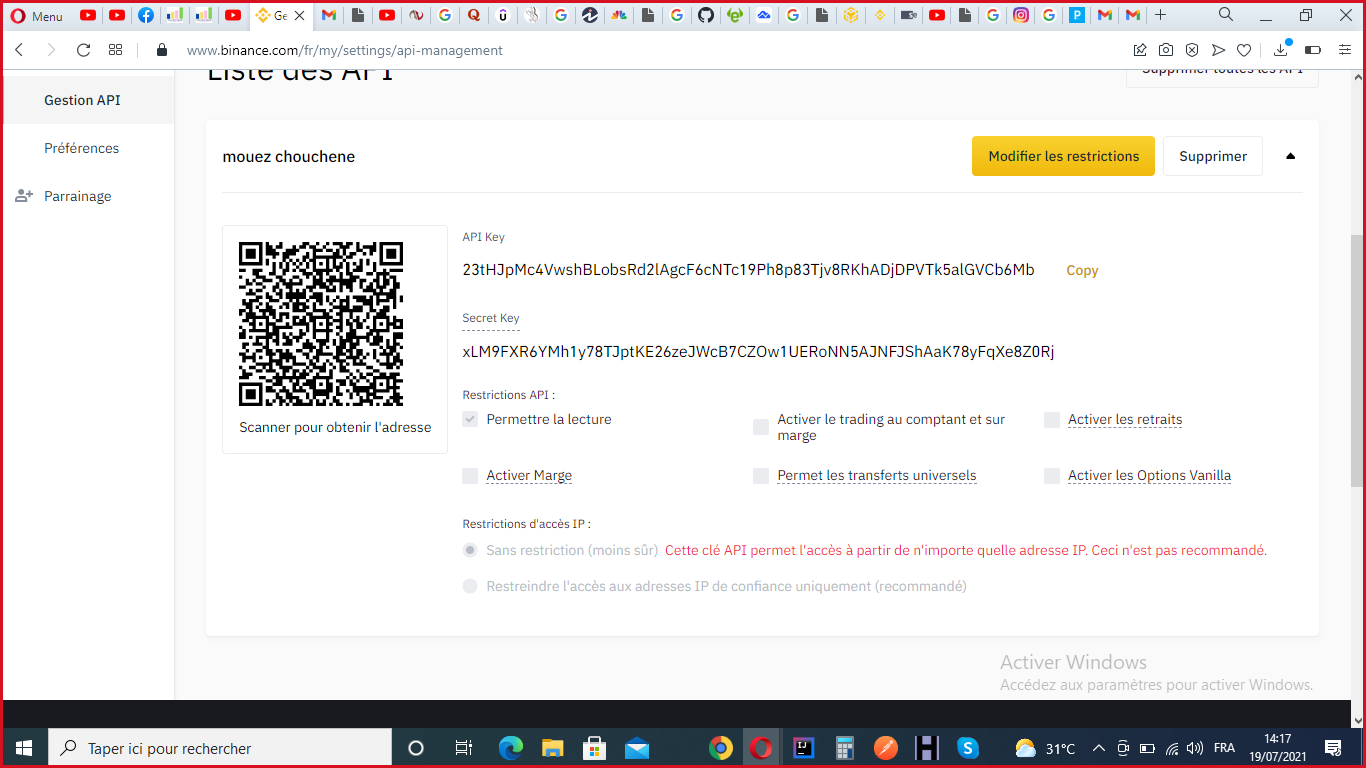 Menu
Ge
www.binance.com/fr/my/settings/api-management
Liste des API
Supprimer toutes les API
Gestion API
Préférences
Parrainage
mouez chouchene
Modifier les restrictions
Supprimer
Scanner pour obtenir l'adresse
API Key
23tHJpMc4VwshBLobsRd2lAgcF6cNTc19Ph8p83Tjv8RKhADjDPVTk5alGVCb6Mb
Copy
Secret Key
xLM9FXR6YMh1y78TJptKE26zeJWcB7CZOw1UERoNN5AJNFJShAaK78yFqXe8Z0Rj
Restrictions API :
Permettre la lecture
Activer le trading au comptant et sur
marge
Activer les retraits
Activer Marge
Permet les transferts universels
Activer les Options Vanilla
Restrictions d'accès IP :
Sans restriction (moins sûr) Cette clé API permet l'accès à partir de n'importe quelle adresse IP. Ceci n'est pas recommandé.
Restreindre l'accès aux adresses IP de confiance uniquement (recommandé)
Activer Windows
Accédez aux paramètres pour activer Windows.
Taper ici pour rechercher
31°C
FRA
14:17
19/07/2021